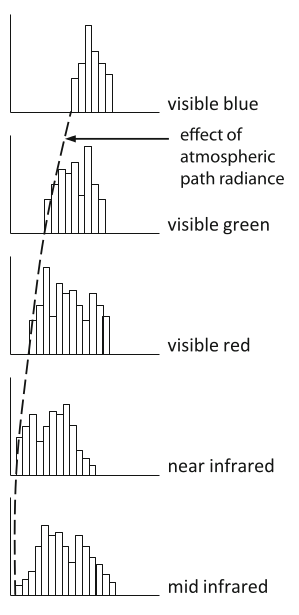 visible blue
effect of
atmospheric
path radiance
visible green
visible red
near infrared
mid infrared